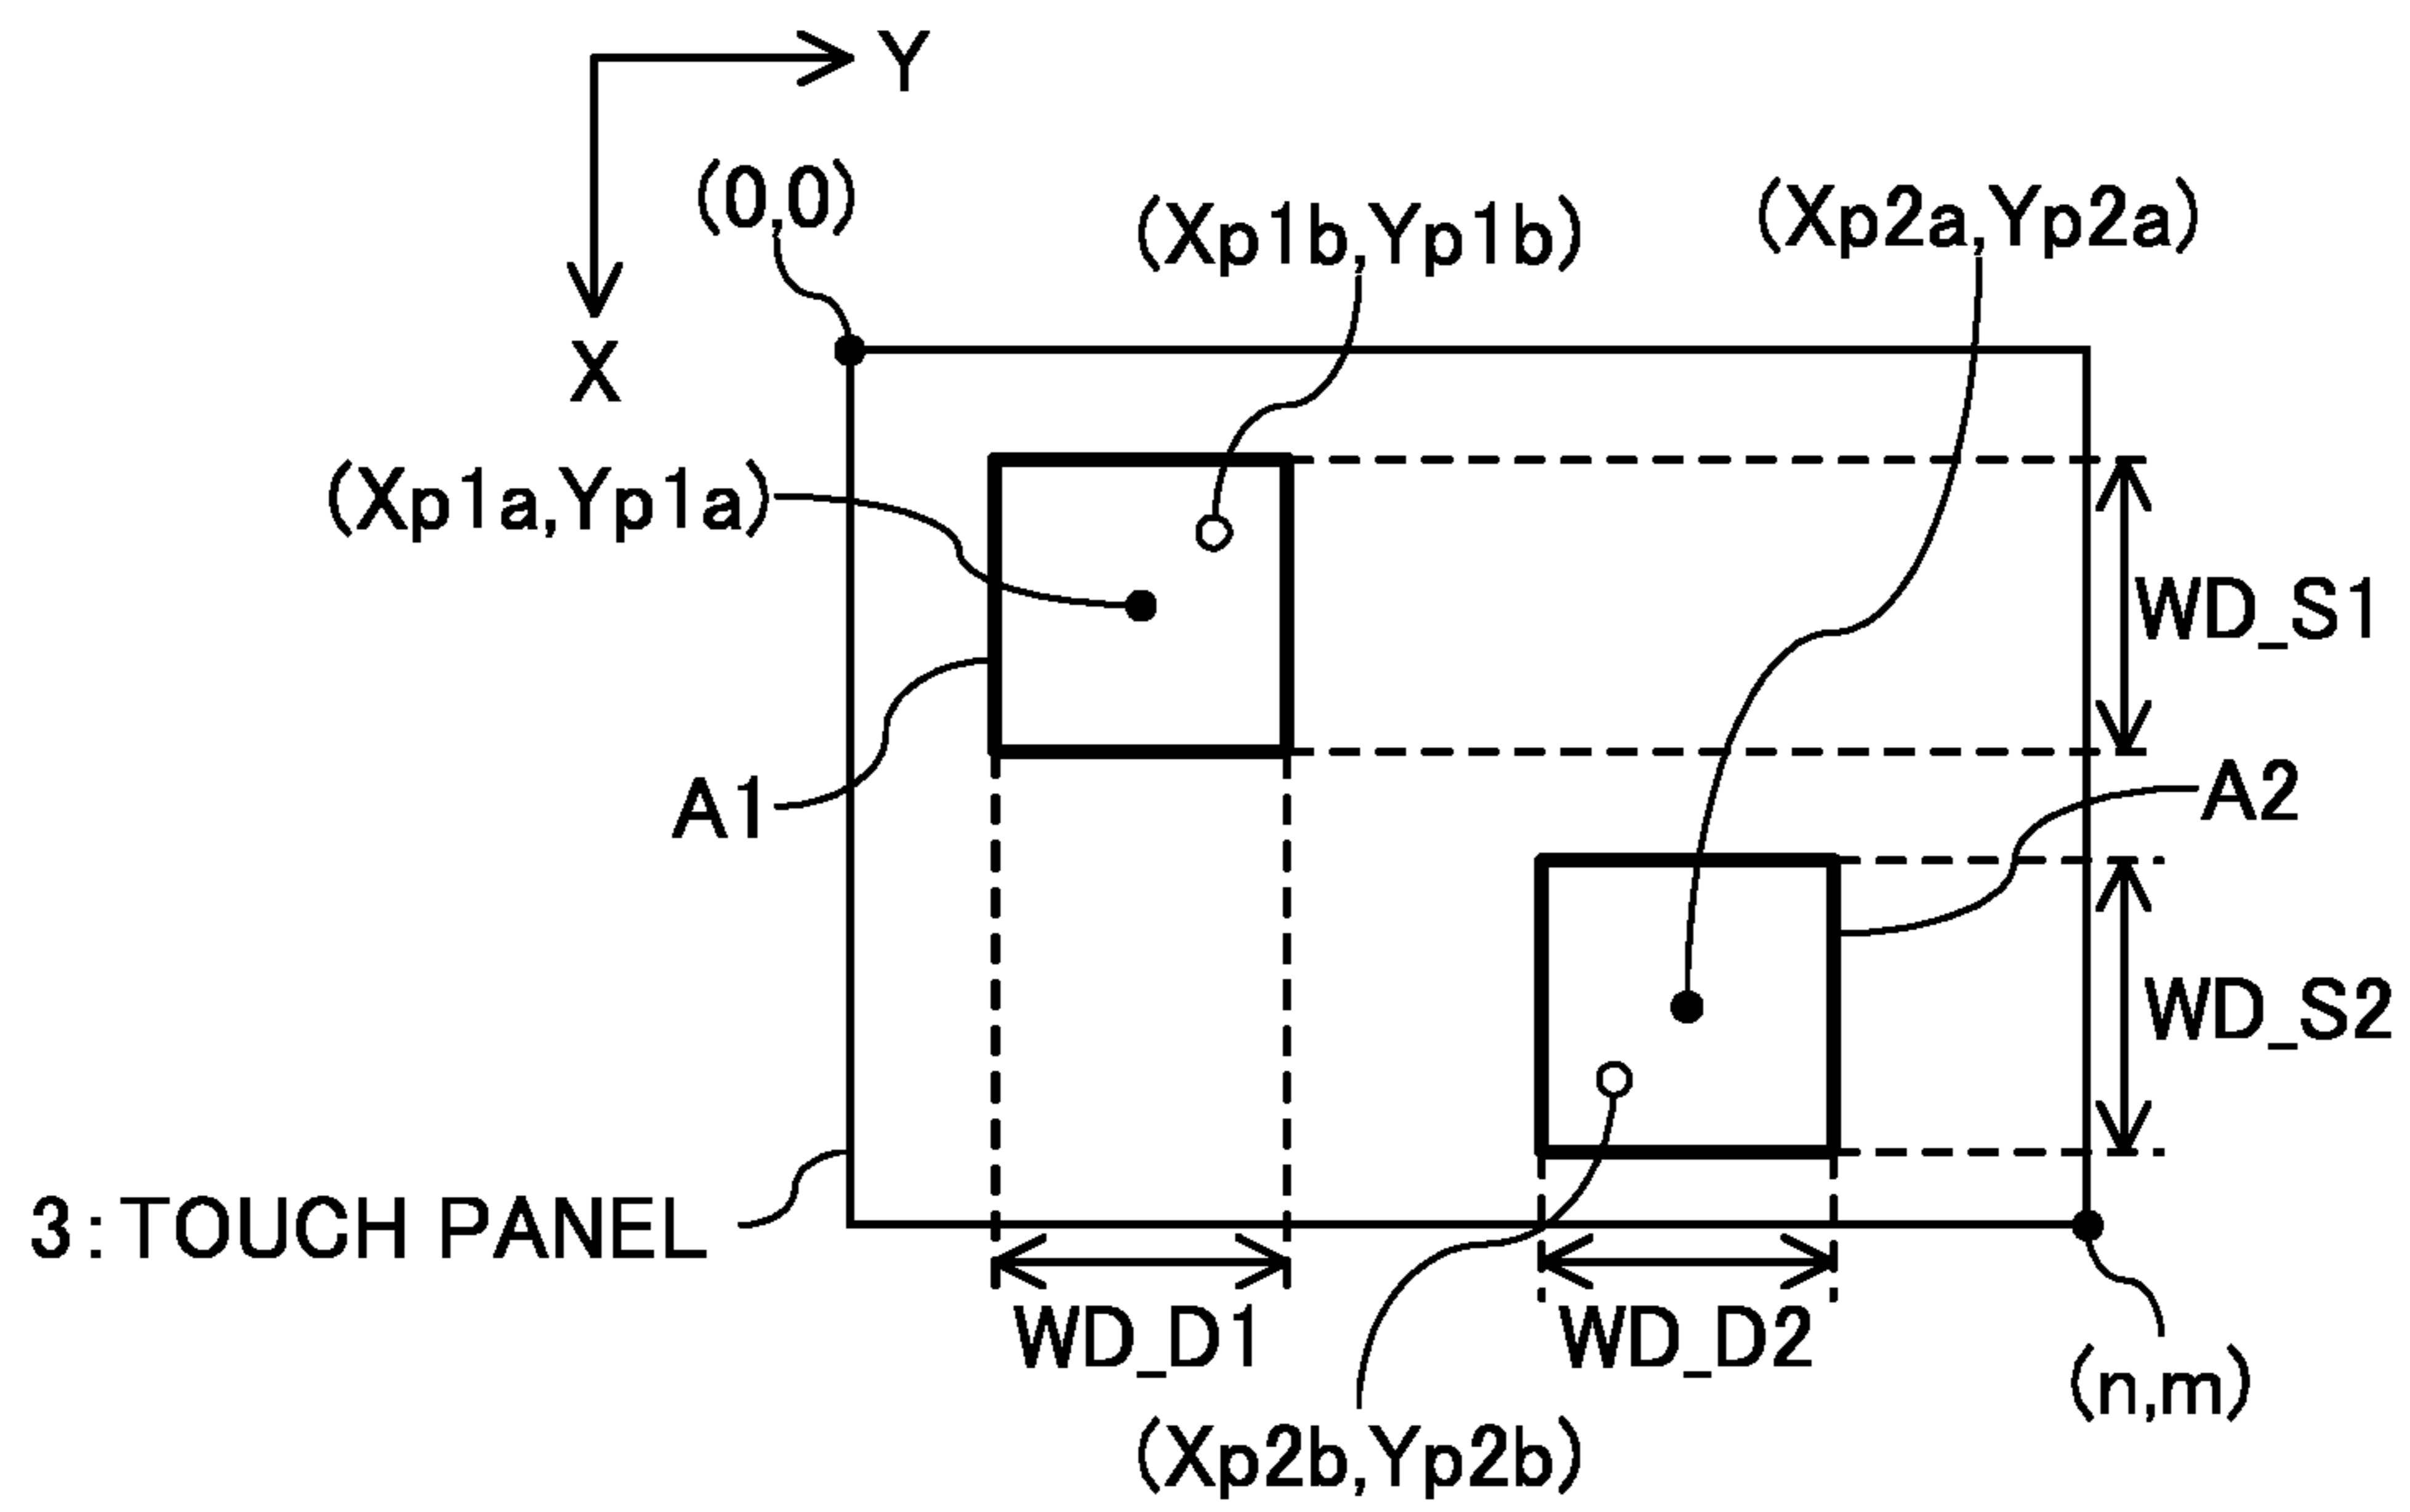 Y
(0,0)
(Xp1b,Yp1b)
(Xp2a,Yp2a)
X
(Xp1a,Yp1a)
WD_S1
A1
A2
WD_S2
3:TOUCH PANEL
WD_D1
WD_D2
(n,m)
(Xp2b,Yp2b)